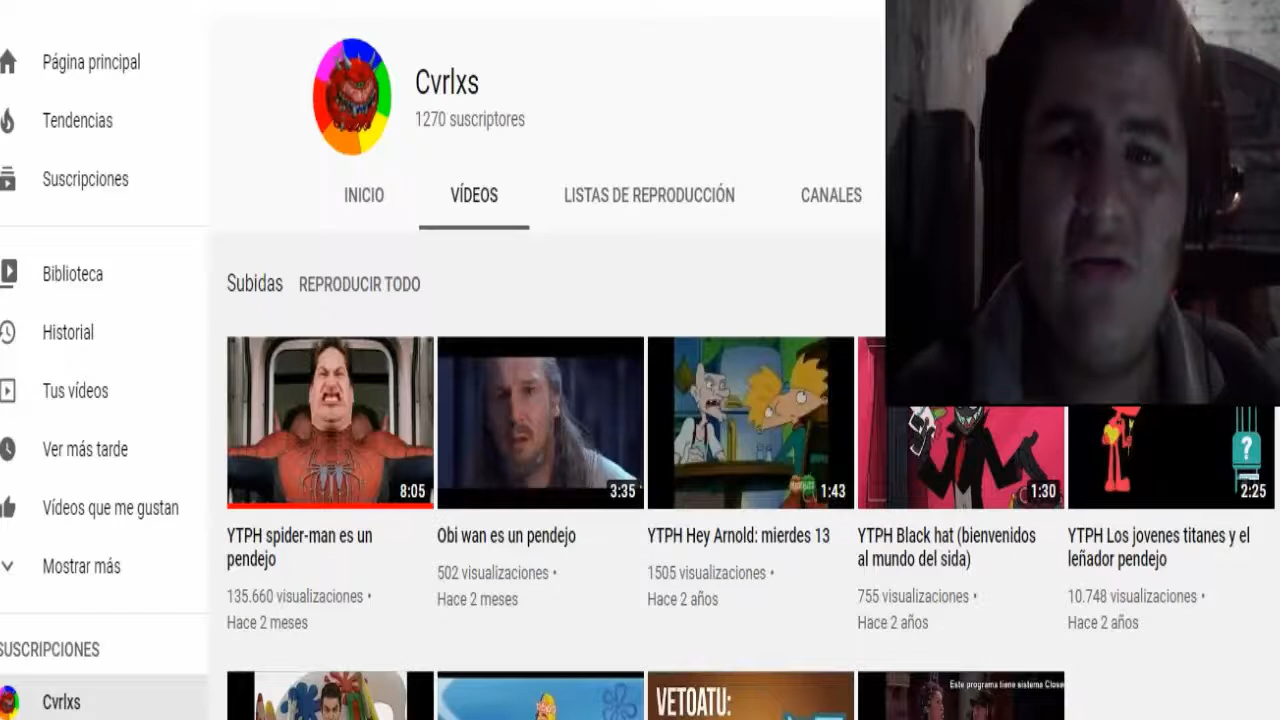 Página principal
Tendencias
Suscripciones
Biblioteca
Historial
Tus vídeos
Ver más tarde
Vídeos que me gustan
Mostrar más
SUSCRIPCIONES
Cvrlxs
Cvrlxs
1270 suscriptores
INICIO VÍDEOS LISTAS DE REPRODUCCIÓN CANALES
Subidas REPRODUCIR TODO
8:05
YTPH spider-man es un
pendejo
135.660 visualizaciones •
Hace 2 meses
3:35
Obi wan es un pendejo
502 visualizaciones •
Hace 2 meses
1:43
YTPH Hey Arnold: mierdes 13
1505 visualizaciones •
Hace 2 años
1:30
YTPH Black hat (bienvenidos
al mundo del sida)
755 visualizaciones •
Hace 2 años
?
2:25
YTPH Los jovenes titanes y el
leñador pendejo
10.748 visualizaciones •
Hace 2 años
VETOATU:
Este programa tiene sistema Close